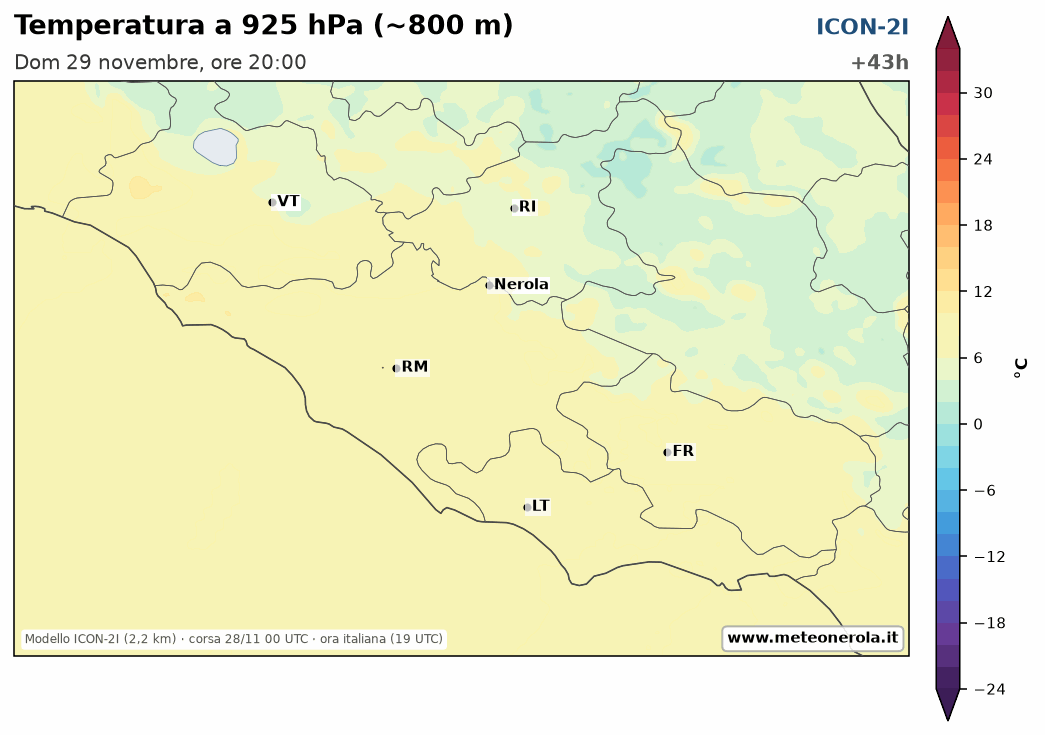 Temperatura a 925 hPa (~800 m)
ICON-2I
Dom 29 novembre, ore 20:00
+43h
VT
RI
Nerola
RM
FR
LT
Modello ICON-2I (2,2 km) · corsa 28/11 00 UTC · ora italiana (19 UTC)
www.meteonerola.it
30
24
18
12
6
0
−6
−12
−18
−24
°C